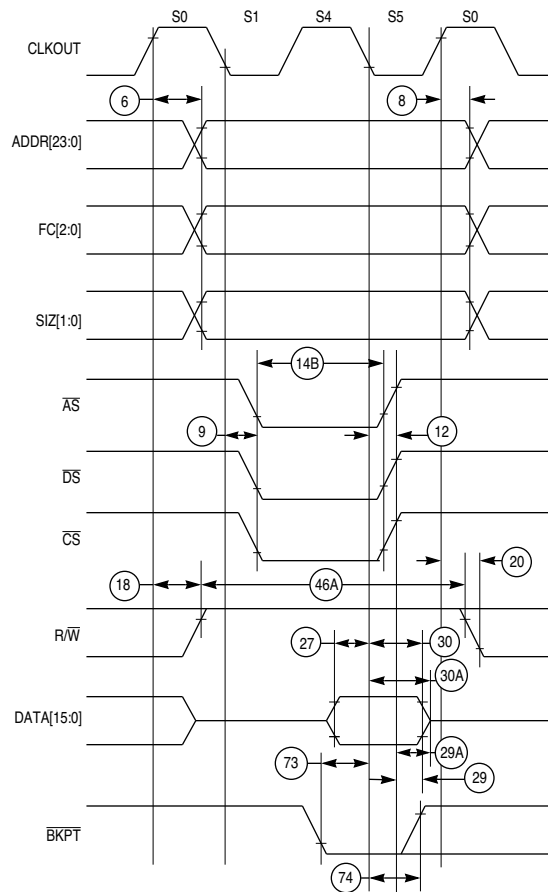 S0 S1 S4 S5 S0
CLKOUT
6 8
ADDR[23:0]
FC[2:0]
SIZ[1:0]
14B
AS
9 12
DS
CS
20
18 46A
R/W
27 30
30A
DATA[15:0]
29A
73 29
BKPT
74